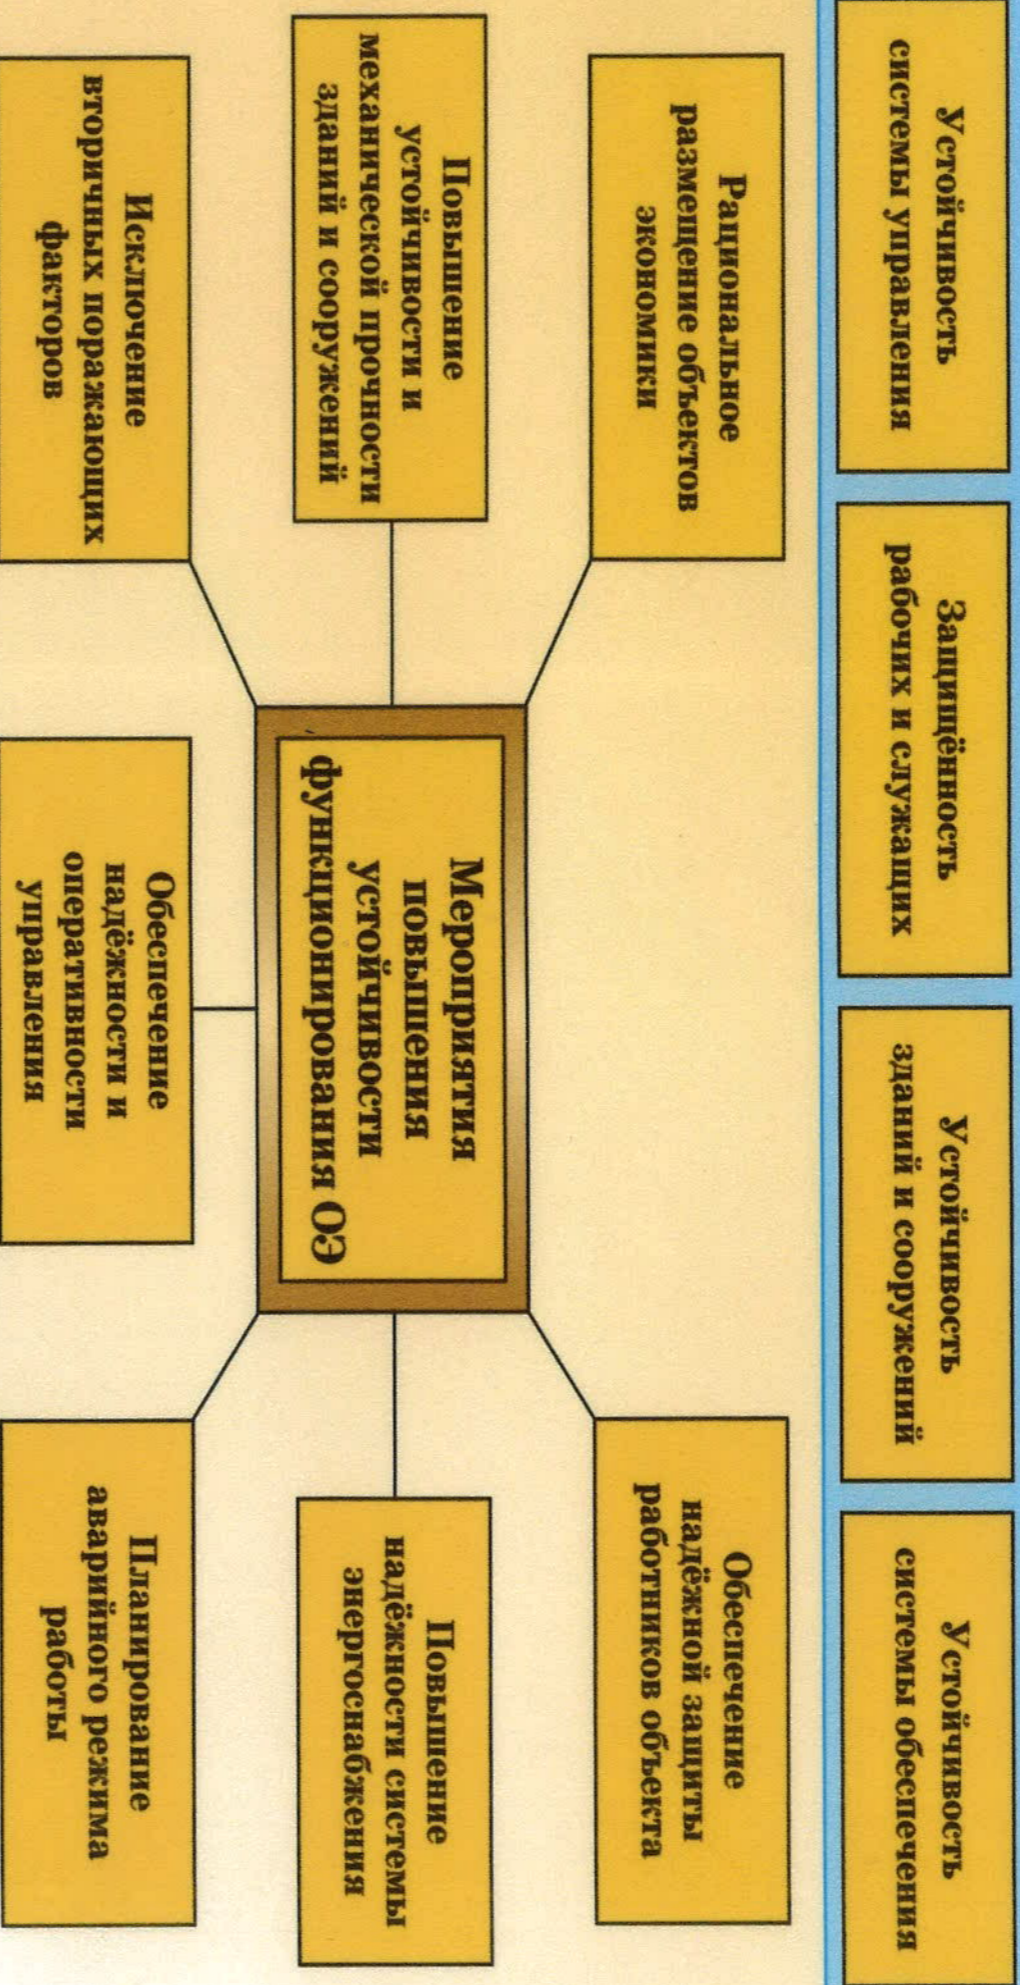 Устойчивость
системы управления
Защищённость
рабочих и служащих
Устойчивость
зданий и сооружений
Устойчивость
системы обеспечения
Рациональное
размещение объектов
экономики
Обеспечение
надёжной защиты
работников объекта
Повышение
устойчивости и
механической прочности
зданий и сооружений
Мероприятия
повышения
устойчивости
функционирования ОЭ
Повышение
надёжности системы
энергоснабжения
Исключение
вторичных поражающих
факторов
Обеспечение
надёжности и
оперативности
управления
Планирование
аварийного режима
работы